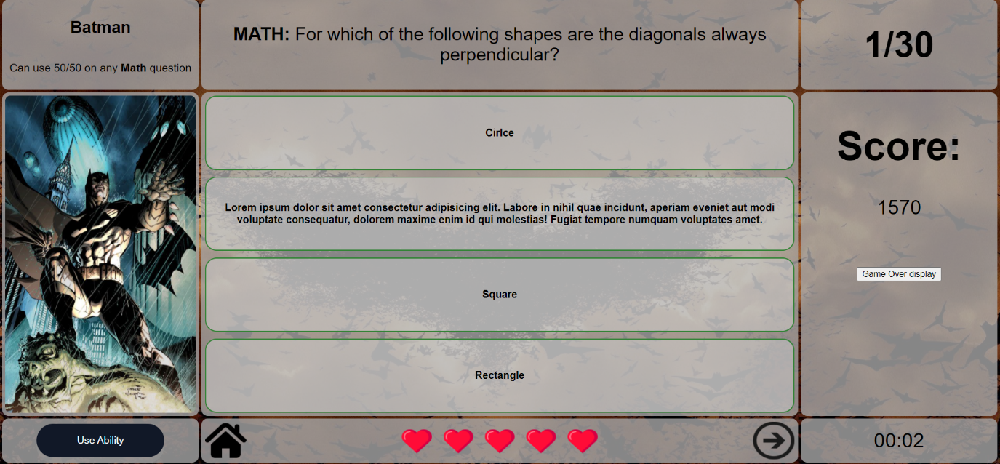 Batman
Can use 50/50 on any Math question
MATH: For which of the following shapes are the diagonals always
perpendicular?
1/30
Cirlce
Lorem ipsum dolor sit amet consectetur adipisicing elit. Labore in nihil quae incidunt, aperiam eveniet aut modi
voluptate consequatur, dolorem maxime enim id qui molestias! Fugiat tempore numquam voluptates amet.
Square
Rectangle
Score:
1570
Game Over display
Use Ability
00:02